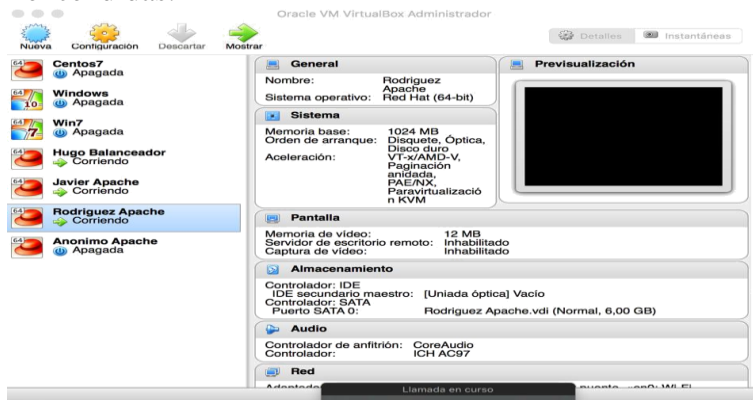 Oracle VM VirtualBox Administrador
Nueva Configuración Descartar Mostrar
Detalles Instantáneas
Centos7
Apagada
Windows
Apagada
Win7
Apagada
Hugo Balanceador
Corriendo
Javier Apache
Corriendo
Rodriguez Apache
Corriendo
Anonimo Apache
Apagada
General
Nombre: Rodriguez
Apache
Sistema operativo: Red Hat (64-bit)
Previsualización
Sistema
Memoria base: 1024 MB
Orden de arranque: Disquete, Óptica,
Disco duro
Aceleración: VT-x/AMD-V,
Paginación
anidada,
PAE/NX,
Paravirtualizació
n KVM
Pantalla
Memoria de vídeo: 12 MB
Servidor de escritorio remoto: Inhabilitado
Captura de vídeo: Inhabilitado
Almacenamiento
Controlador: IDE
IDE secundario maestro: [Uniada óptica] Vacío
Controlador: SATA
Puerto SATA 0: Rodriguez Apache.vdi (Normal, 6,00 GB)
Audio
Controlador de anfitrión: CoreAudio
Controlador: ICH AC97
Red
Llamada en curso